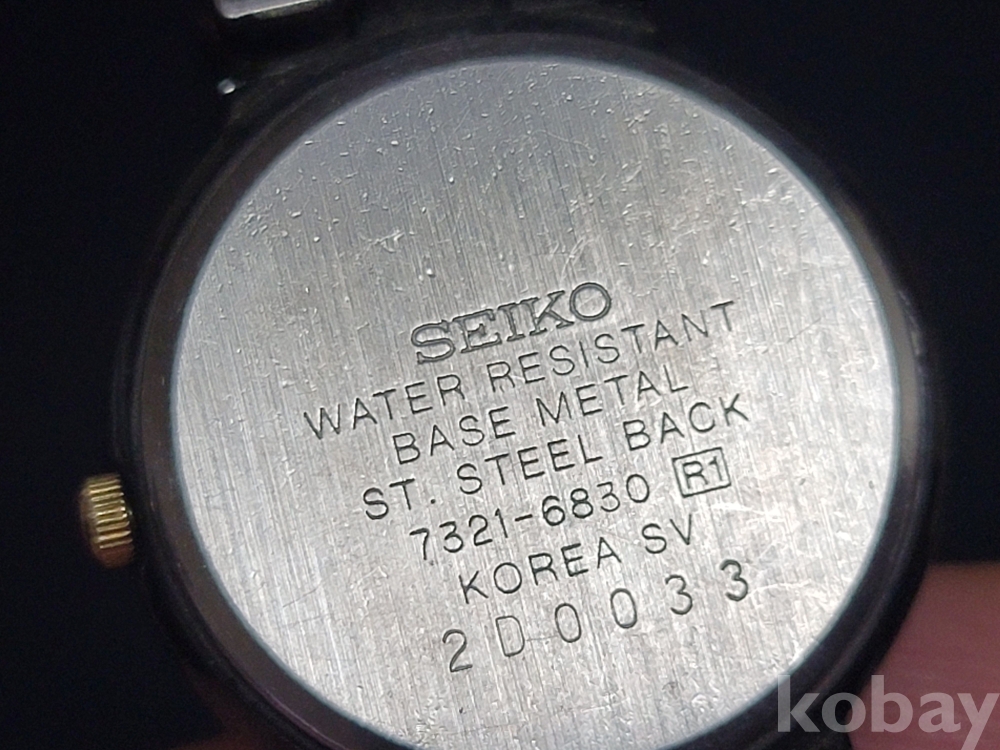 SEIKO
WATER RESISTANT
BASE METAL
ST. STEEL BACK
7321-6830 R1
KOREA SV
2D0033
kobay